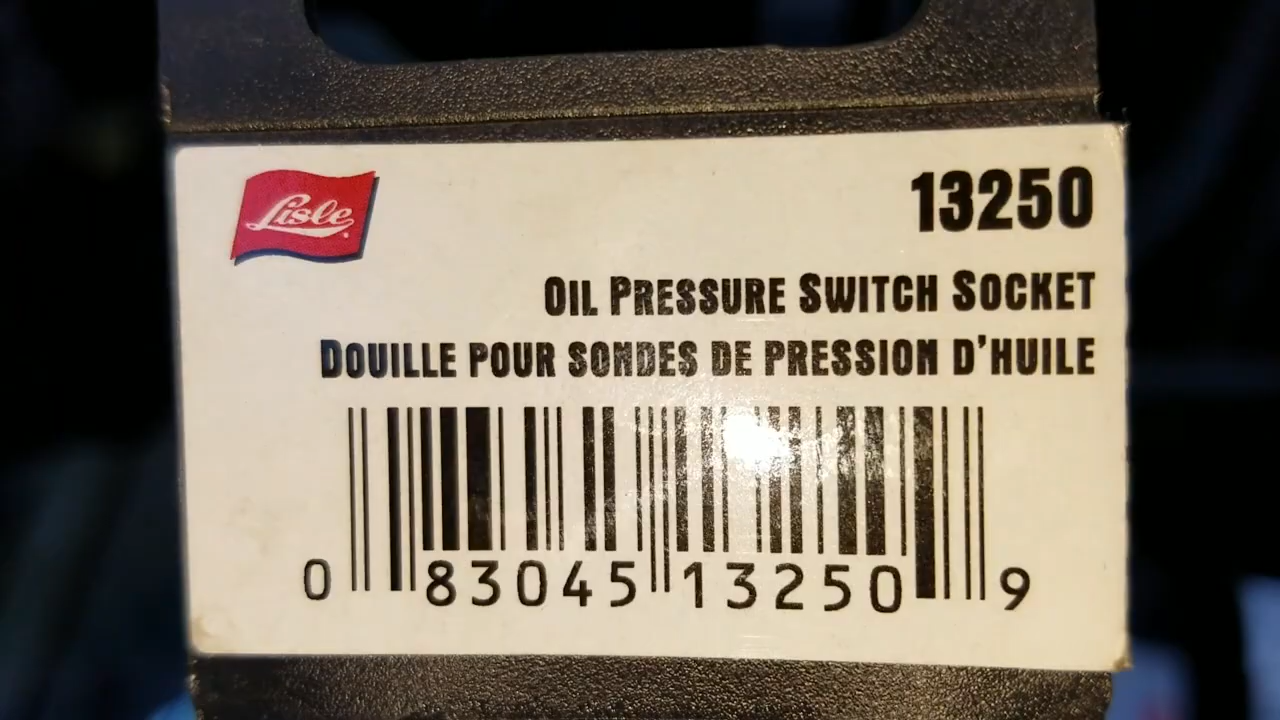 Lisle
13250
OIL PRESSURE SWITCH SOCKET
DOUILLE POUR SONDES DE PRESSION D'HUILE
0 83045 13250 9